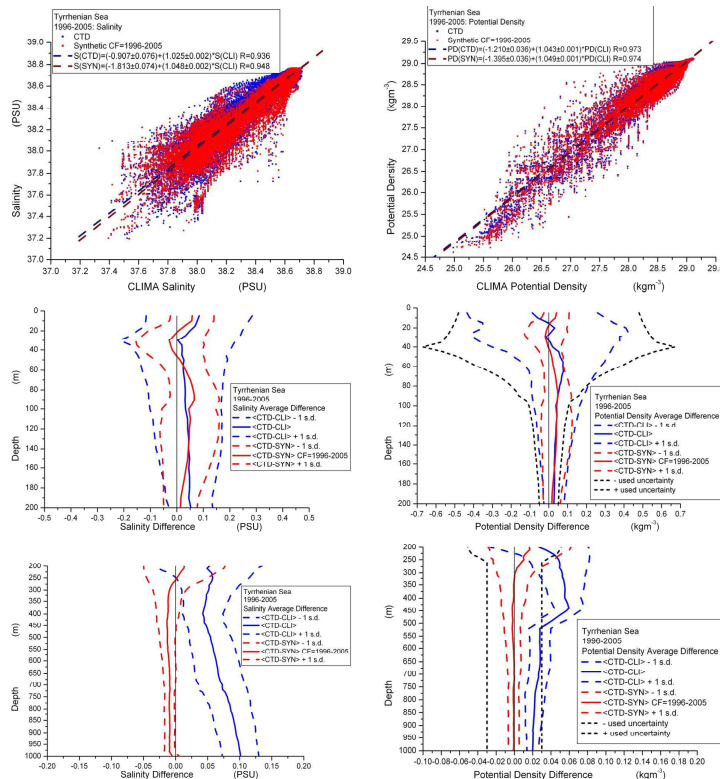 Tyrrhenian Sea
1996-2005: Salinity
CTD
Synthetic CF=1996-2005
S(CTD)=(-0.907±0.076)+(1.025±0.002)*S(CLI) R=0.936
S(SYN)=(-1.813±0.074)+(1.048±0.002)*S(CLI) R=0.948
39.0
38.8
38.6
38.4
38.2
38.0
37.8
37.6
37.4
37.2
37.0
Salinity (PSU)
37.0 37.2 37.4 37.6 37.8 38.0 38.2 38.4 38.6 38.8 39.0
CLIMA Salinity (PSU)
Tyrrhenian Sea
1996-2005: Potential Density
CTD
Synthetic CF=1996-2005
PD(CTD)=(-1.210±0.036)+(1.043±0.001)*PD(CLI) R=0.973
PD(SYN)=(-1.395±0.036)+(1.049±0.001)*PD(CLI) R=0.974
29.5
29.0
28.5
28.0
27.5
27.0
26.5
26.0
25.5
25.0
24.5
Potential Density (kgm-3)
24.5 25.0 25.5 26.0 26.5 27.0 27.5 28.0 28.5 29.0 29.5
CLIMA Potential Density (kgm-3)
0
20
40
60
80
100
120
140
160
180
200
Depth (m)
Tyrrhenian Sea
1996-2005
Salinity Average Difference
<CTD-CLI> - 1 s.d.
<CTD-CLI>
<CTD-CLI> + 1 s.d.
<CTD-SYN> - 1 s.d.
<CTD-SYN> CF=1996-2005
<CTD-SYN> + 1 s.d.
-0.5 -0.4 -0.3 -0.2 -0.1 0.0 0.1 0.2 0.3 0.4 0.5
Salinity Difference (PSU)
0
20
40
60
80
100
120
140
160
180
200
Depth (m)
Tyrrhenian Sea
1996-2005
Potential Density Average Difference
<CTD-CLI> - 1 s.d.
<CTD-CLI>
<CTD-CLI> + 1 s.d.
<CTD-SYN> - 1 s.d.
<CTD-SYN> CF=1996-2005
<CTD-SYN> + 1 s.d.
- used uncertainty
+ used uncertainty
-0.7 -0.6 -0.5 -0.4 -0.3 -0.2 -0.1 0.0 0.1 0.2 0.3 0.4 0.5 0.6 0.7
Potential Density Difference (kgm-3)
200
250
300
350
400
450
500
600
650
700
750
800
850
900
950
1000
Depth (m)
Tyrrhenian Sea
1996-2005
Salinity Average Difference
<CTD-CLI> - 1 s.d.
<CTD-CLI>
<CTD-CLI> + 1 s.d.
<CTD-SYN> - 1 s.d.
<CTD-SYN> CF=1996-2005
<CTD-SYN> + 1 s.d.
-0.20 -0.15 -0.10 -0.05 0.00 0.05 0.10 0.15 0.20
Salinity Difference (PSU)
200
250
300
350
400
450
500
600
650
700
750
800
850
900
950
1000
Depth (m)
Tyrrhenian Sea
1996-2005
Potential Density Average Difference
<CTD-CLI> - 1 s.d.
<CTD-CLI>
<CTD-CLI> + 1 s.d.
<CTD-SYN> - 1 s.d.
<CTD-SYN> CF=1996-2005
<CTD-SYN> + 1 s.d.
- used uncertainty
+ used uncertainty
-0.10 -0.08 -0.06 -0.04 -0.02 0.00 0.02 0.04 0.06 0.08 0.10 0.12 0.14 0.16 0.18 0.20
Potential Density Difference (kgm-3)